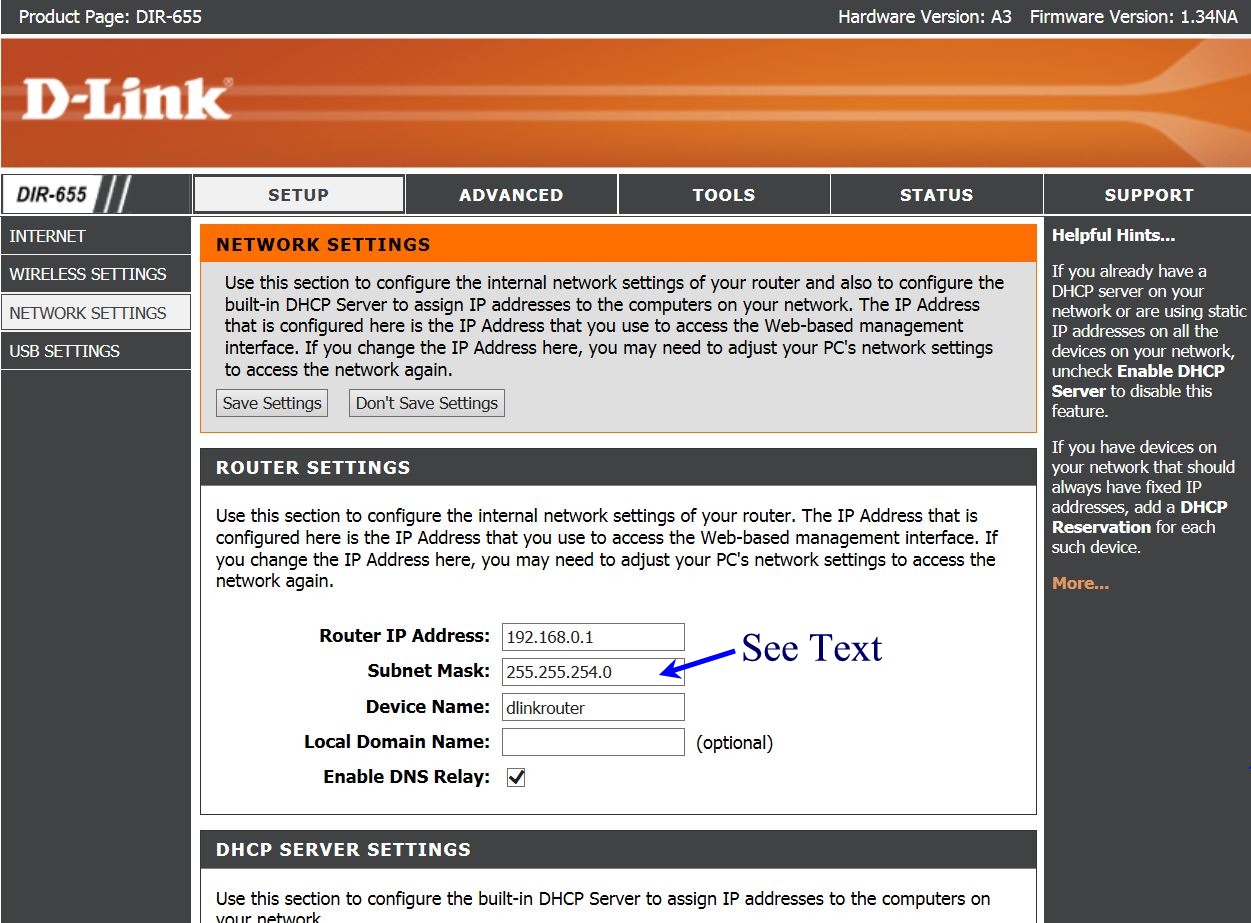 Product Page: DIR-655
Hardware Version: A3 Firmware Version: 1.34NA
D-Link®
DIR-655
SETUP
ADVANCED
TOOLS
STATUS
SUPPORT
INTERNET
WIRELESS SETTINGS
NETWORK SETTINGS
USB SETTINGS
NETWORK SETTINGS
Use this section to configure the internal network settings of your router and also to configure the
built-in DHCP Server to assign IP addresses to the computers on your network. The IP Address
that is configured here is the IP Address that you use to access the Web-based management
interface. If you change the IP Address here, you may need to adjust your PC's network settings
to access the network again.
Save Settings
Don't Save Settings
ROUTER SETTINGS
Use this section to configure the internal network settings of your router. The IP Address that is
configured here is the IP Address that you use to access the Web-based management interface. If
you change the IP Address here, you may need to adjust your PC's network settings to access the
network again.
Router IP Address: 192.168.0.1
See Text
Subnet Mask: 255.255.254.0
Device Name: dlinkrouter
Local Domain Name: (optional)
Enable DNS Relay:
DHCP SERVER SETTINGS
Use this section to configure the built-in DHCP Server to assign IP addresses to the computers on
your network.
Helpful Hints...
If you already have a
DHCP server on your
network or are using static
IP addresses on all the
devices on your network,
uncheck Enable DHCP
Server to disable this
feature.
If you have devices on
your network that should
always have fixed IP
addresses, add a DHCP
Reservation for each
such device.
More...